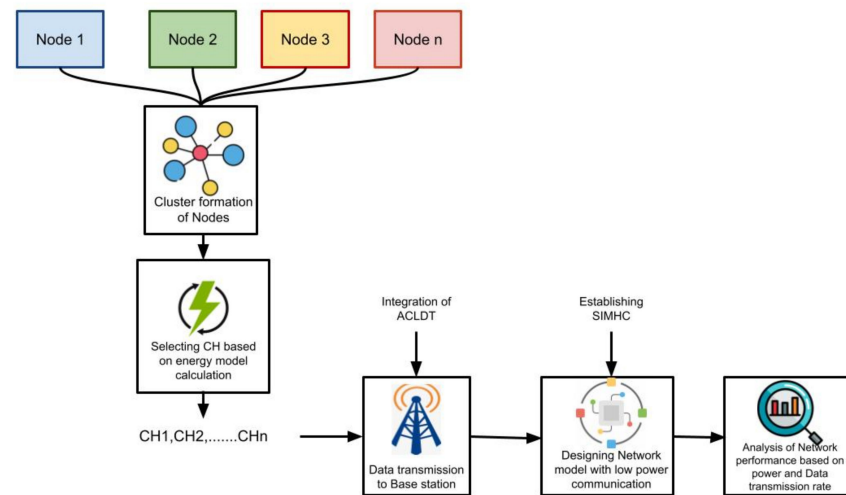 Node 1
Node 2
Node 3
Node n
Cluster formation
of Nodes
Selecting CH based
on energy model
calculation
CH1,CH2,.......CHn
Integration of
ACLDT
Data transmission
to Base station
Establishing
SIMHC
Designing Network
model with low power
communication
Analysis of Network
performance based on
power and Data
transmission rate